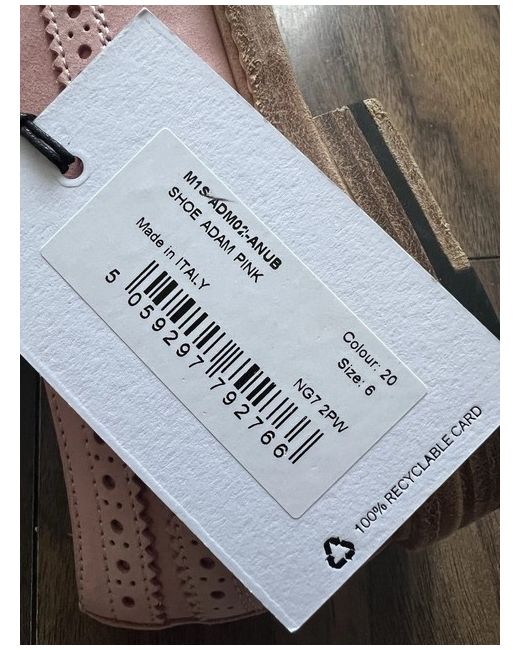 M1S-ADM02-ANUB
SHOE ADAM PINK
Made in ITALY
Colour: 20
Size: 6
5 059297 792766
NG7 2PW
100% RECYCLABLE CARD